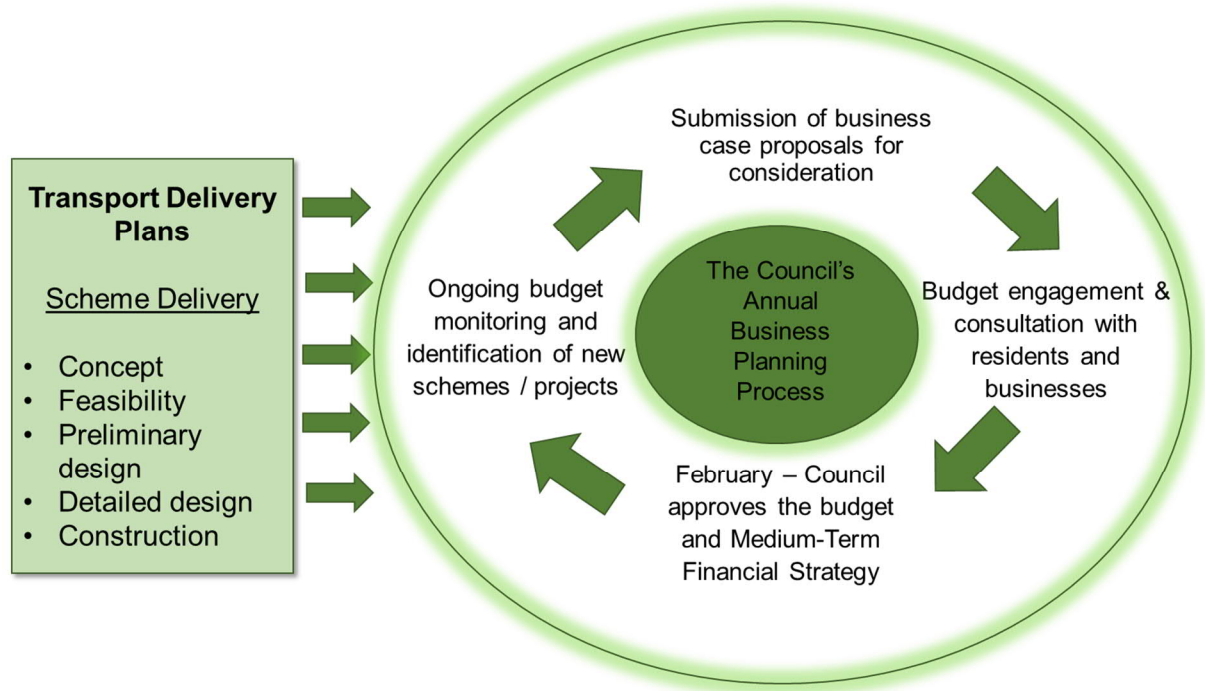 Transport Delivery
Plans
Scheme Delivery
• Concept
• Feasibility
• Preliminary
design
• Detailed design
• Construction
Submission of business
case proposals for
consideration
Budget engagement &
consultation with
residents and
businesses
February – Council
approves the budget
and Medium-Term
Financial Strategy
Ongoing budget
monitoring and
identification of new
schemes / projects
The Council’s
Annual
Business
Planning
Process